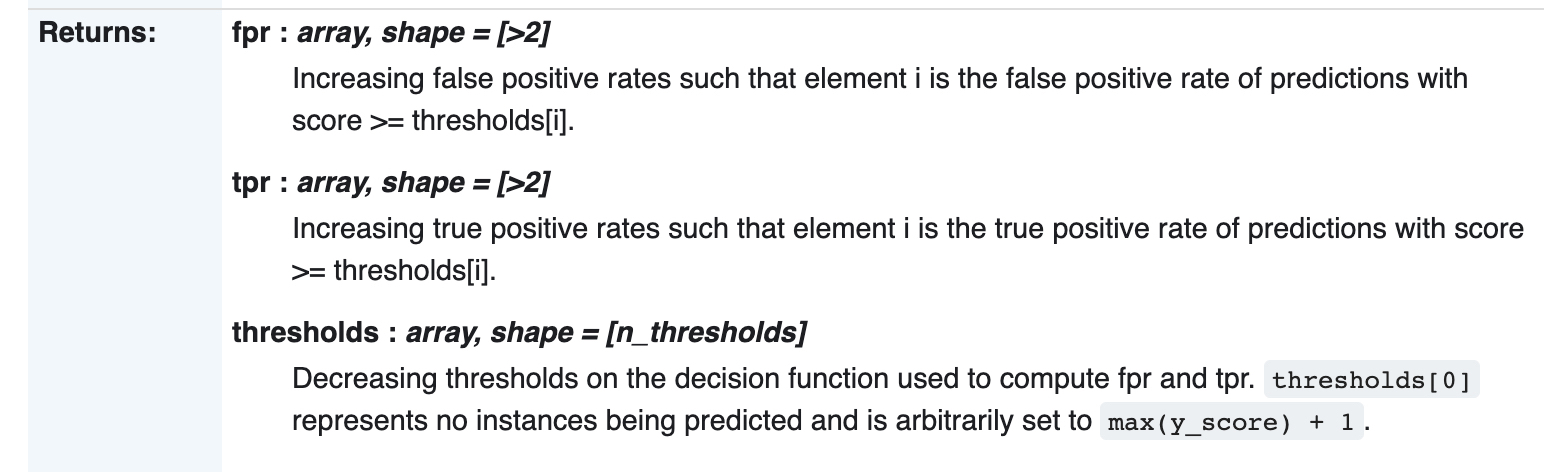 Returns: fpr : array, shape = [>2]
Increasing false positive rates such that element i is the false positive rate of predictions with
score >= thresholds[i].
tpr : array, shape = [>2]
Increasing true positive rates such that element i is the true positive rate of predictions with score
>= thresholds[i].
thresholds : array, shape = [n_thresholds]
Decreasing thresholds on the decision function used to compute fpr and tpr. thresholds[0]
represents no instances being predicted and is arbitrarily set to max(y_score) + 1.